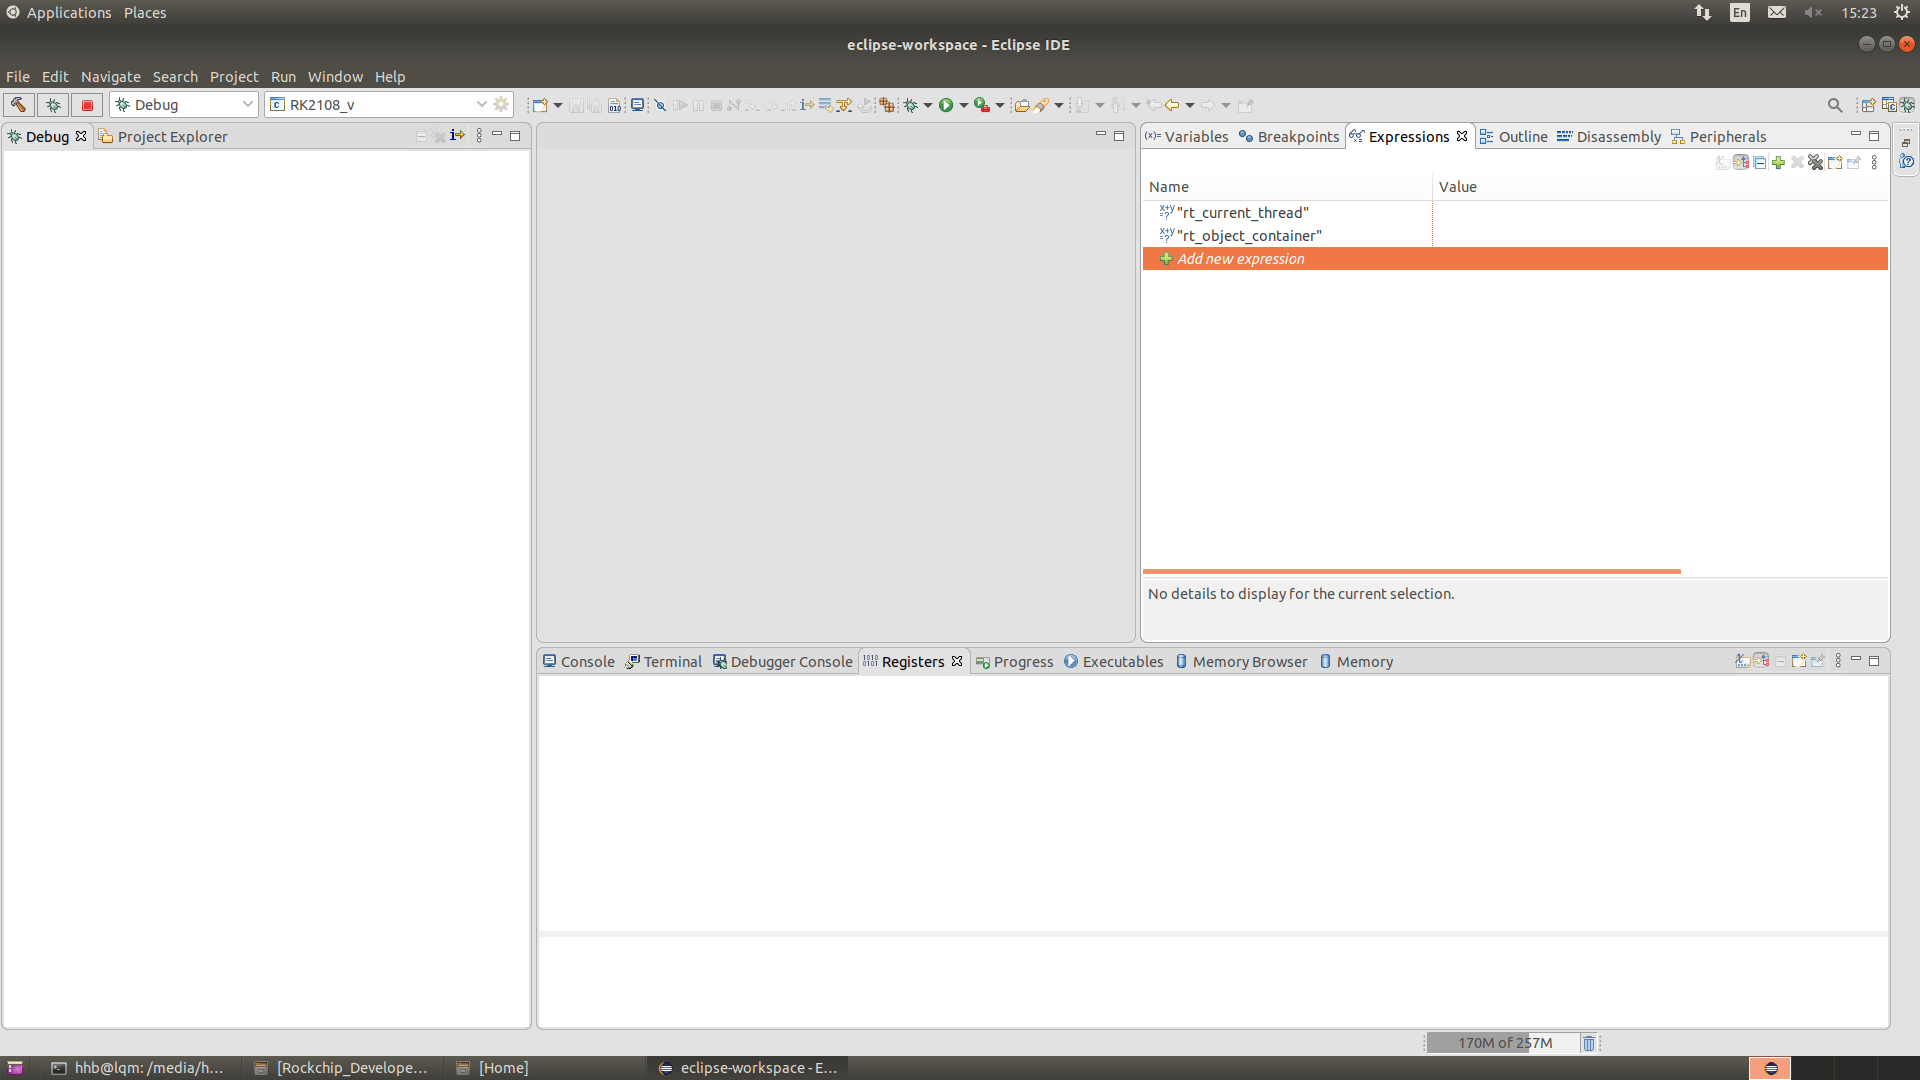 Applications Places
En 15:23
eclipse-workspace - Eclipse IDE
File Edit Navigate Search Project Run Window Help
Debug RK2108_v
Debug Project Explorer
(x)= Variables Breakpoints Expressions Outline Disassembly Peripherals
Name Value
"rt_current_thread"
"rt_object_container"
Add new expression
No details to display for the current selection.
Console Terminal Debugger Console Registers Progress Executables Memory Browser Memory
170M of 257M
hhb@lqm: /media/h... [Rockchip_Develope... [Home] eclipse-workspace - E...